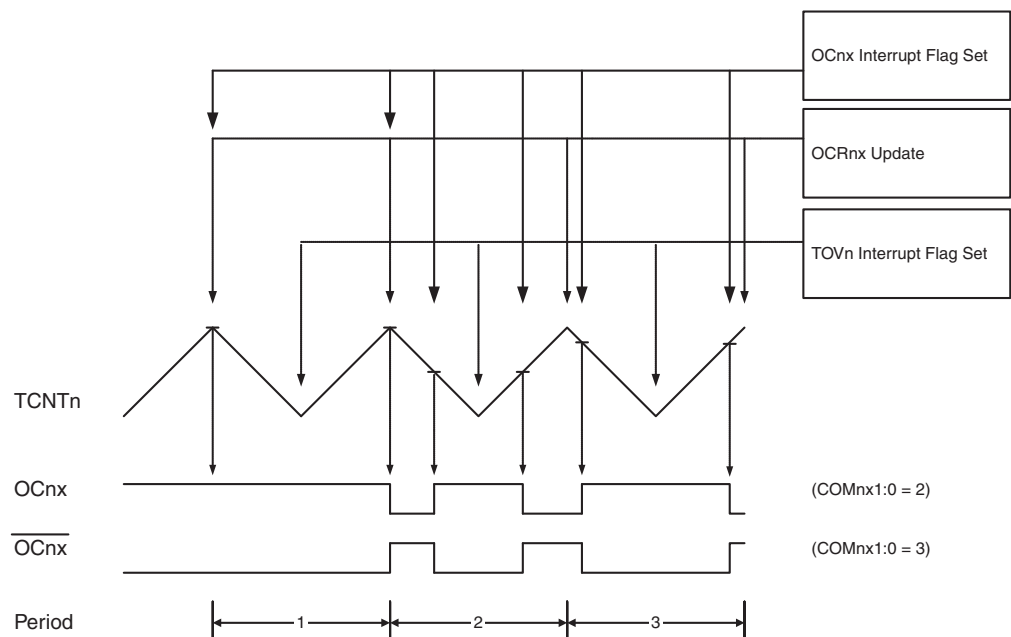 OCnx Interrupt Flag Set
OCRnx Update
TOVn Interrupt Flag Set
TCNTn
OCnx
(COMnx1:0 = 2)
OCnx
(COMnx1:0 = 3)
Period
1
2
3